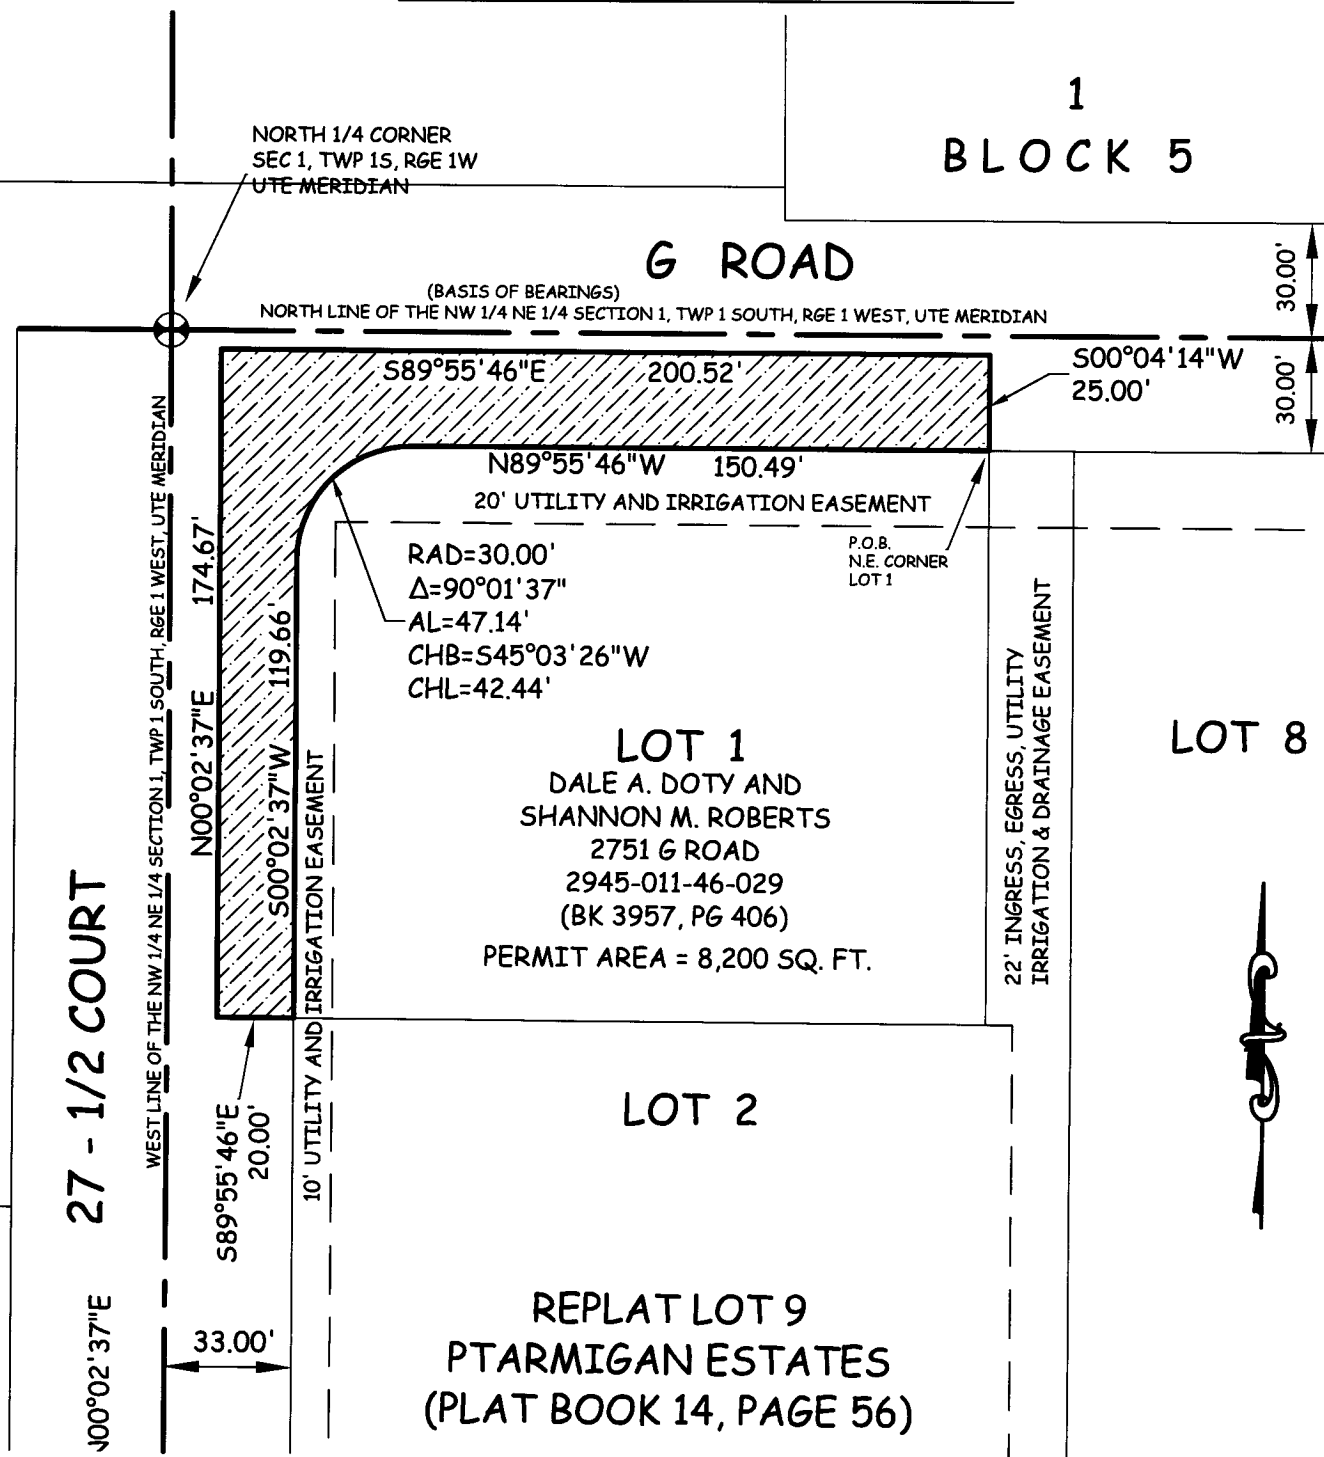 1
BLOCK 5
NORTH 1/4 CORNER
SEC 1, TWP 1S, RGE 1W
UTE MERIDIAN
G ROAD
(BASIS OF BEARINGS)
NORTH LINE OF THE NW 1/4 NE 1/4 SECTION 1, TWP 1 SOUTH, RGE 1 WEST, UTE MERIDIAN
30.00'
30.00'
S89°55'46"E 200.52'
S00°04'14"W
25.00'
N89°55'46"W 150.49'
20' UTILITY AND IRRIGATION EASEMENT
P.O.B.
N.E. CORNER
LOT 1
RAD=30.00'
Δ=90°01'37"
AL=47.14'
CHB=S45°03'26"W
CHL=42.44'
WEST LINE OF THE NW 1/4 NE 1/4 SECTION 1, TWP 1 SOUTH, RGE 1 WEST, UTE MERIDIAN
N00°02'37"E 174.67'
S00°02'37"W 119.66'
10' UTILITY AND IRRIGATION EASEMENT
LOT 1
DALE A. DOTY AND
SHANNON M. ROBERTS
2751 G ROAD
2945-011-46-029
(BK 3957, PG 406)
PERMIT AREA = 8,200 SQ. FT.
22' INGRESS, EGRESS, UTILITY
IRRIGATION & DRAINAGE EASEMENT
LOT 8
27 - 1/2 COURT
N00°02'37"E
S89°55'46"E
20.00'
33.00'
LOT 2
REPLAT LOT 9
PTARMIGAN ESTATES
(PLAT BOOK 14, PAGE 56)